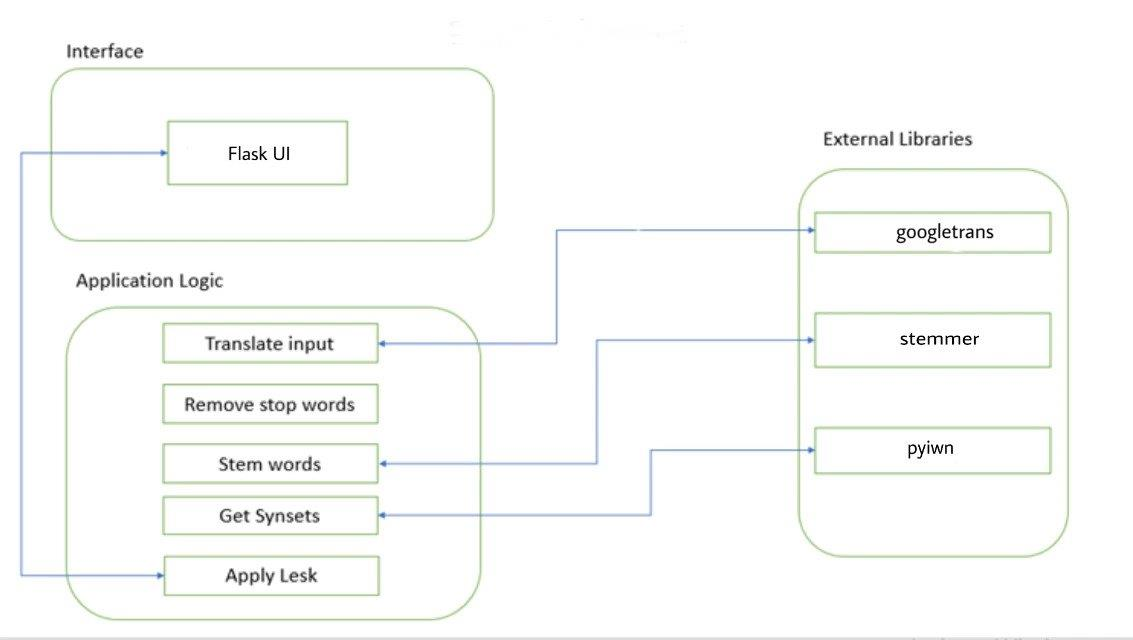 Interface
Flask UI
External Libraries
googletrans
stemmer
pyiwn
Application Logic
Translate input
Remove stop words
Stem words
Get Synsets
Apply Lesk